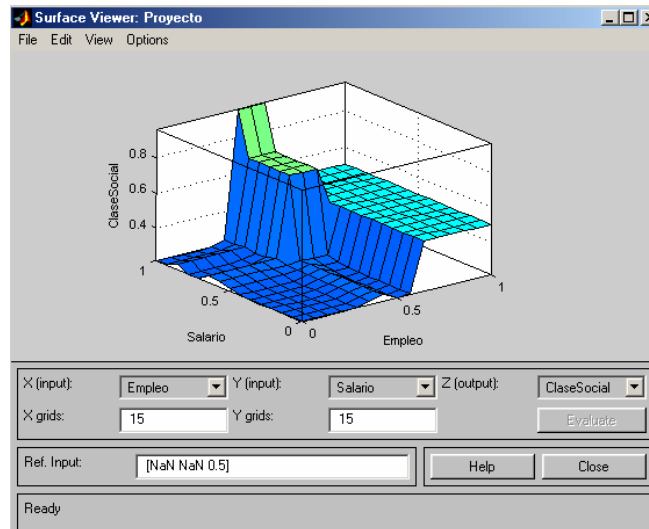 Surface Viewer: Proyecto
File Edit View Options
ClaseSocial
0.8
0.6
0.4
1
0.5
0
Salario
0
0.5
1
Empleo
X (input): Empleo Y (input): Salario Z (output): ClaseSocial
X grids: 15 Y grids: 15 Evaluate
Ref. Input: [NaN NaN 0.5] Help Close
Ready